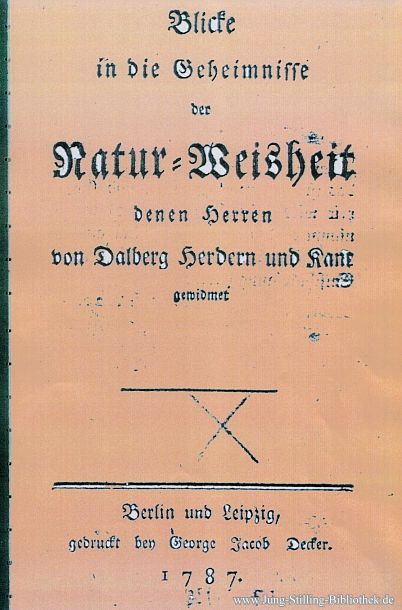 Blicke
in die Geheimnisse
der
Natur=Weisheit
denen Herren
von Dalberg Herdern und Kant
gewidmet
Berlin und Leipzig,
gedruckt bey George Jacob Decker.
1787.
www.Jung-Stilling-Bibliothek.de